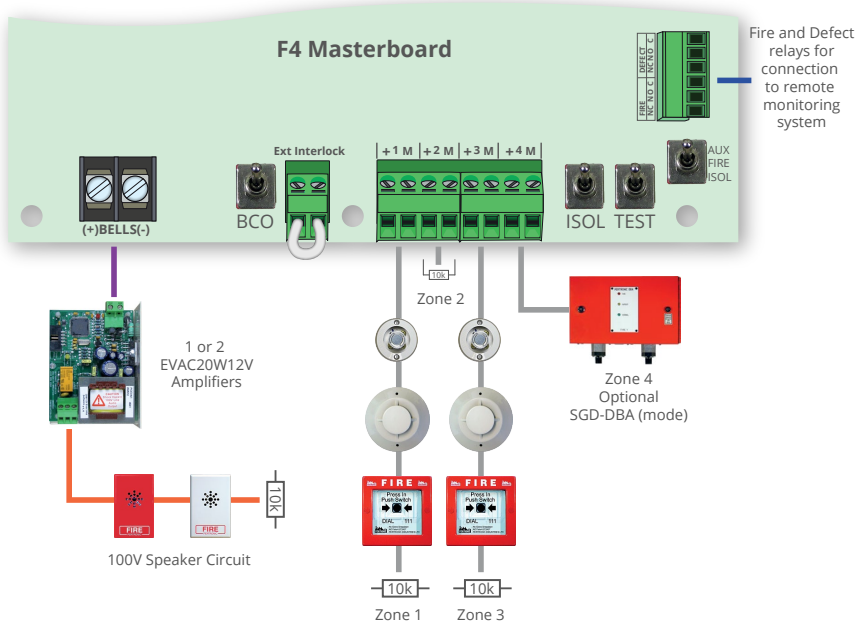 F4 Masterboard
DEFECT
NC NO C
FIRE
NC NO C
Fire and Defect
relays for
connection
to remote
monitoring
system
AUX
FIRE
ISOL
(+)BELLS(-)
BCO
Ext Interlock
+ 1 M
+ 2 M
+ 3 M
+ 4 M
ISOL
TEST
10k
Zone 2
1 or 2
EVAC20W12V
Amplifiers
Zone 4
Optional
SGD-DBA (mode)
FIRE
FIRE
10k
100V Speaker Circuit
FIRE
Press In
Push Switch
DIAL 111
FIRE
Press In
Push Switch
DIAL 111
10k
Zone 1
10k
Zone 3